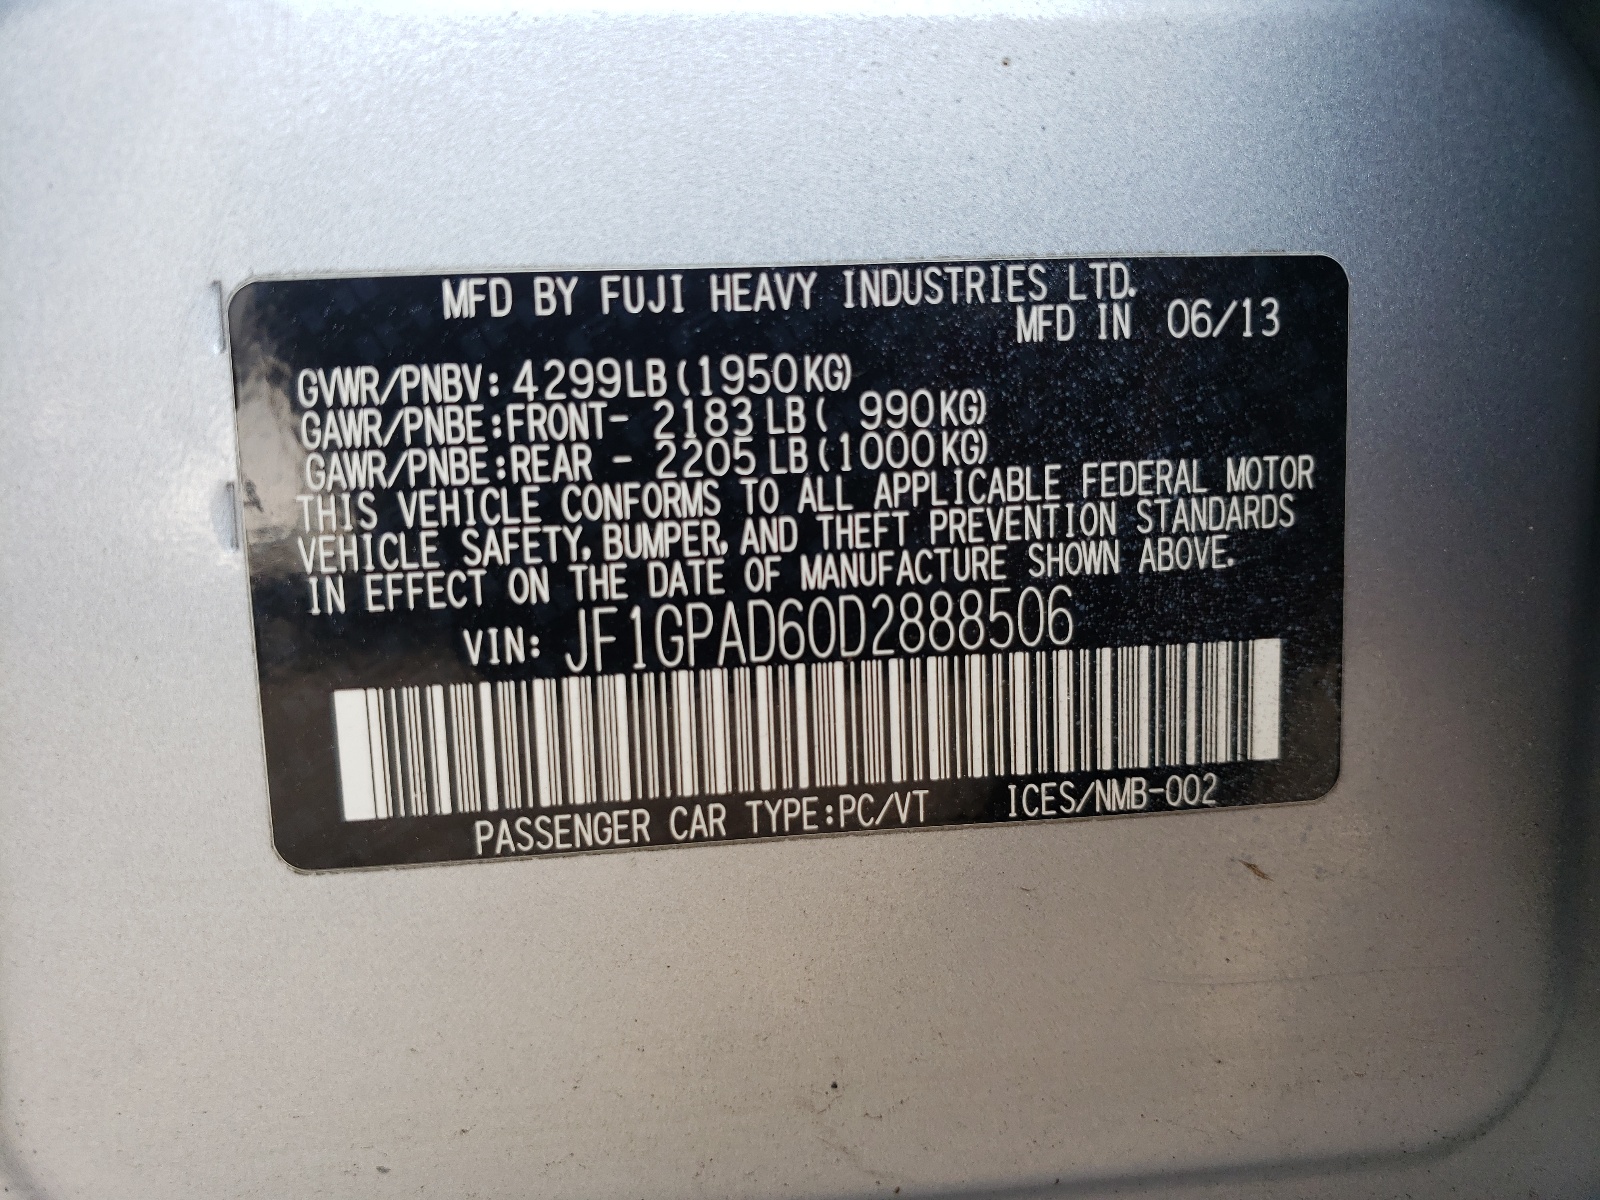 MFD BY FUJI HEAVY INDUSTRIES LTD.
MFD IN 06/13
GVWR/PNBV: 4299LB(1950KG)
GAWR/PNBE:FRONT- 2183LB( 990KG)
GAWR/PNBE:REAR - 2205LB(1000KG)
THIS VEHICLE CONFORMS TO ALL APPLICABLE FEDERAL MOTOR
VEHICLE SAFETY, BUMPER, AND THEFT PREVENTION STANDARDS
IN EFFECT ON THE DATE OF MANUFACTURE SHOWN ABOVE.
VIN: JF1GPAD60D2888506
PASSENGER CAR TYPE:PC/VT ICES/NMB-002